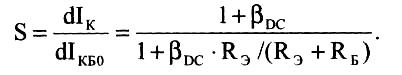 S = dI_К / dI_КБ0 = (1 + β_DC) / (1 + β_DC · R_Э /(R_Э + R_Б)).